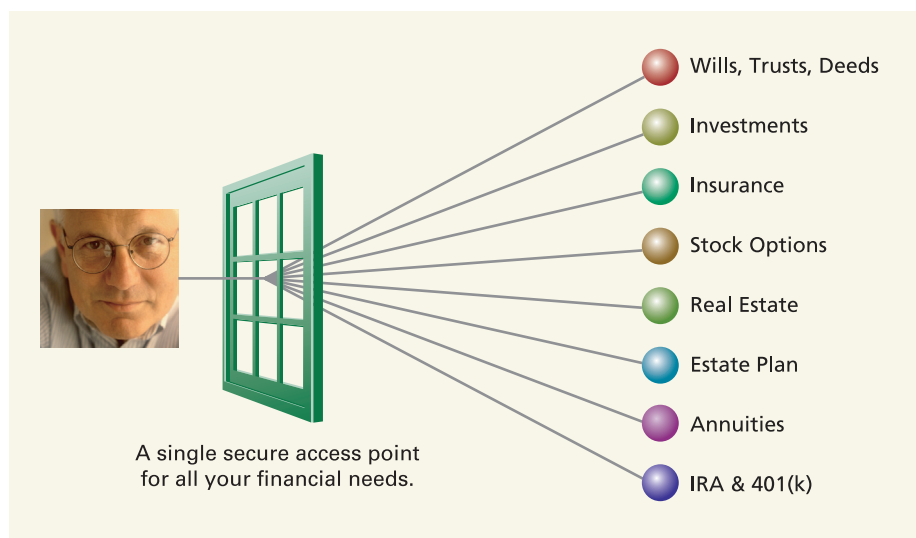 Wills, Trusts, Deeds
Investments
Insurance
Stock Options
Real Estate
Estate Plan
Annuities
IRA & 401(k)
A single secure access point
for all your financial needs.